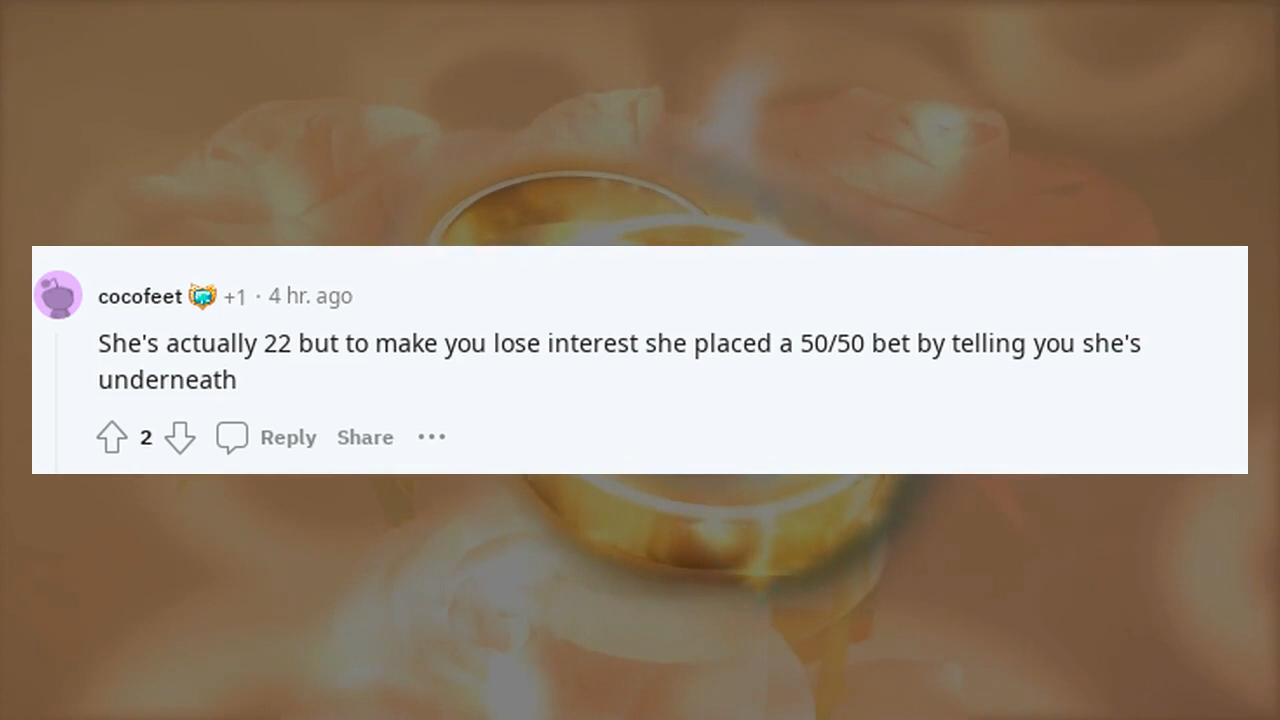 cocofeet +1 · 4 hr. ago
She's actually 22 but to make you lose interest she placed a 50/50 bet by telling you she's
underneath
2 Reply Share